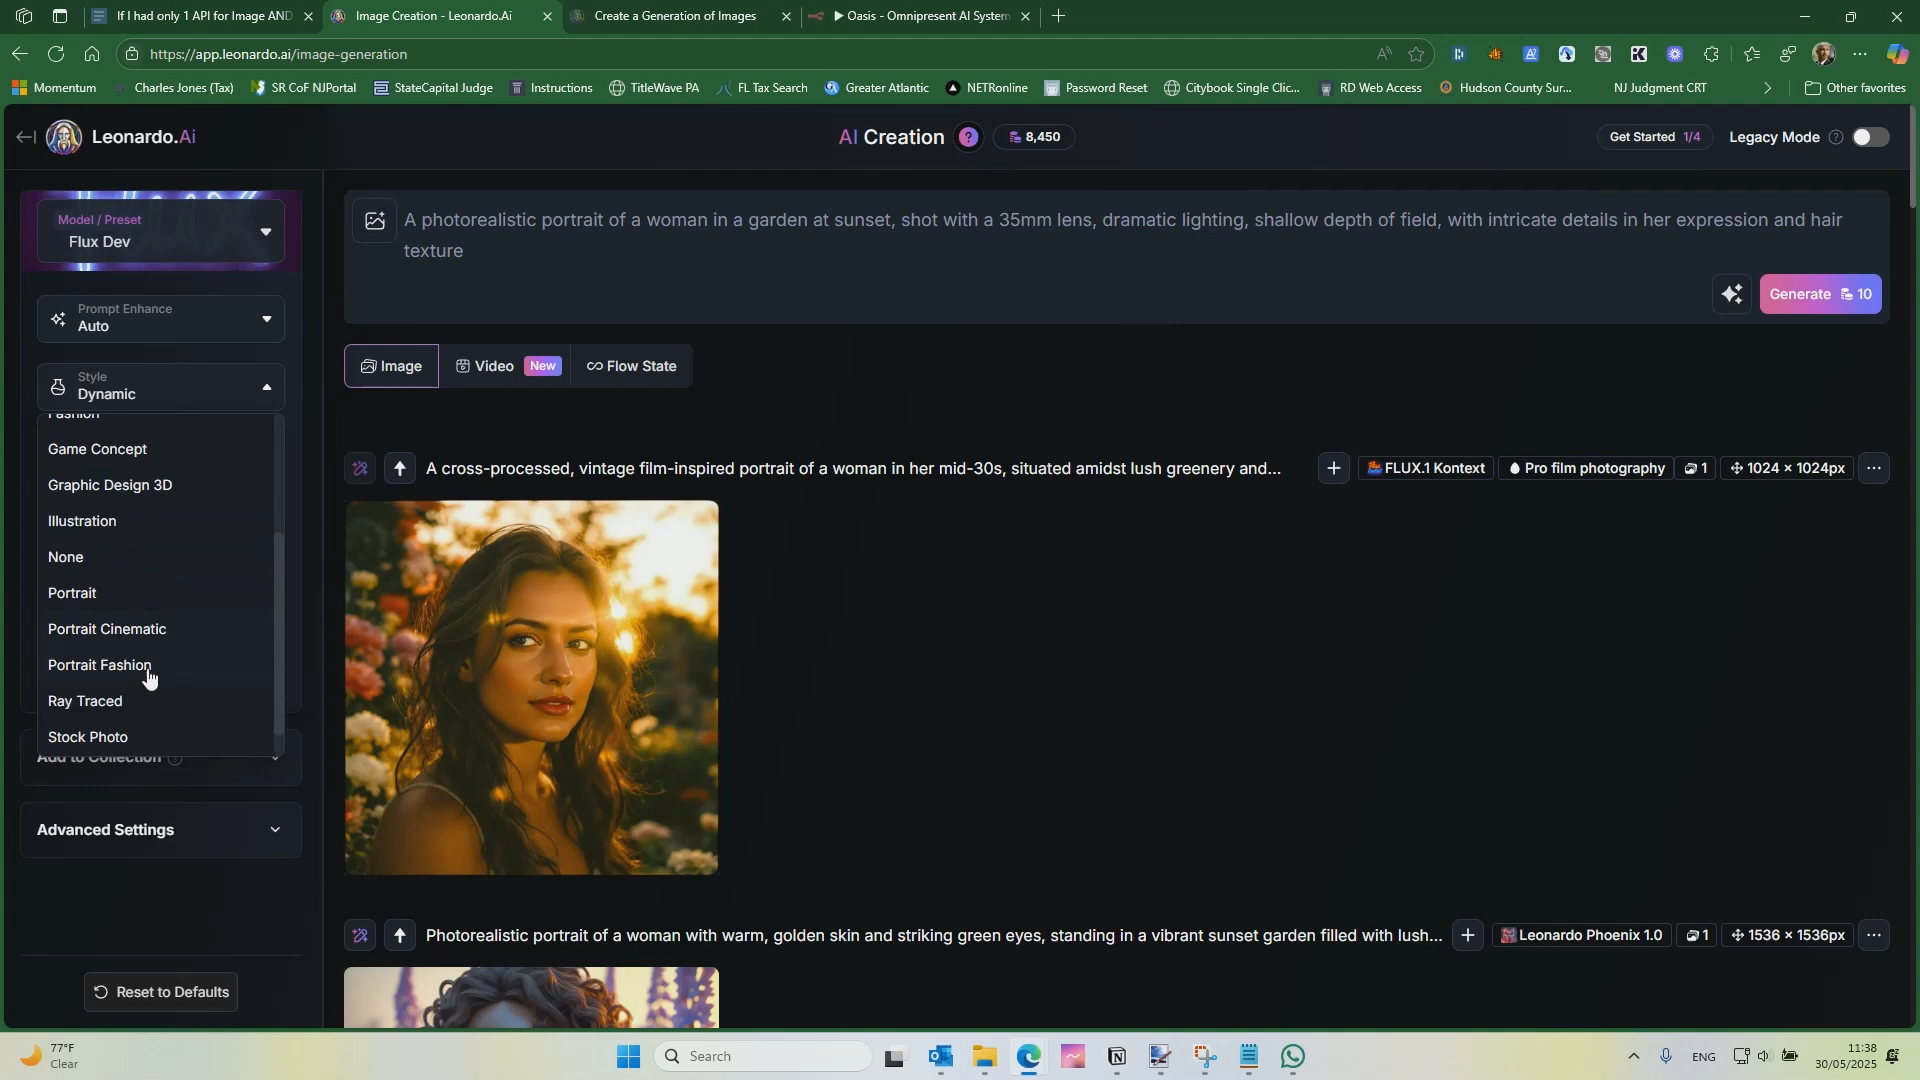 If I had only 1 API for Image AND
Image Creation - Leonardo.Ai
Create a Generation of Images
Oasis - Omnipresent AI System
https://app.leonardo.ai/image-generation
Momentum
Charles Jones (Tax)
SR CoF NJPortal
StateCapital Judge
Instructions
TitleWave PA
FL Tax Search
Greater Atlantic
NETRonline
Password Reset
Citybook Single Clic...
RD Web Access
Hudson County Sur...
NJ Judgment CRT
Other favorites
Leonardo.Ai
AI Creation ? 8,450
Get Started 1/4
Legacy Mode ?
Model / Preset
Flux Dev
A photorealistic portrait of a woman in a garden at sunset, shot with a 35mm lens, dramatic lighting, shallow depth of field, with intricate details in her expression and hair
texture
Generate 10
Prompt Enhance
Auto
Style
Dynamic
Image
Video New
Flow State
Fashion
Game Concept
Graphic Design 3D
Illustration
None
Portrait
Portrait Cinematic
Portrait Fashion
Ray Traced
Stock Photo
Add to Collection ?
Advanced Settings
Reset to Defaults
A cross-processed, vintage film-inspired portrait of a woman in her mid-30s, situated amidst lush greenery and...
FLUX.1 Kontext
Pro film photography
1
1024 × 1024px
Photorealistic portrait of a woman with warm, golden skin and striking green eyes, standing in a vibrant sunset garden filled with lush...
Leonardo Phoenix 1.0
1
1536 × 1536px
77°F
Clear
Search
ENG
11:38
30/05/2025